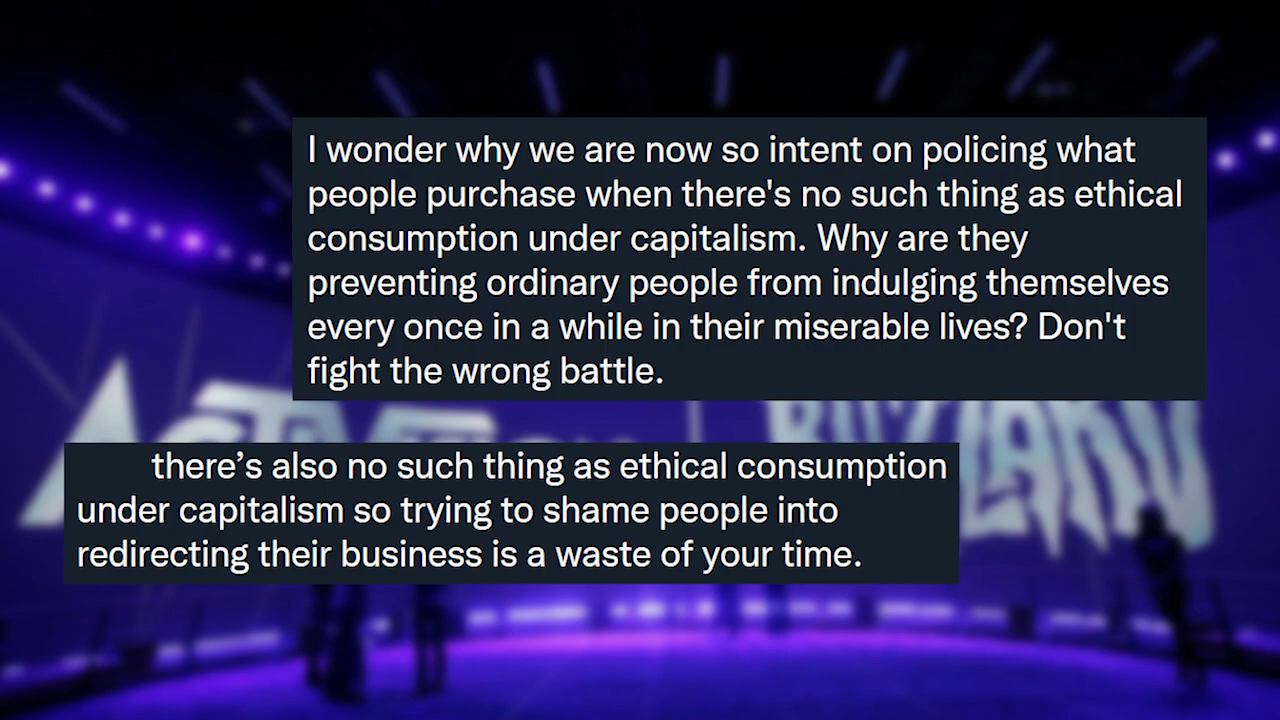 I wonder why we are now so intent on policing what
people purchase when there's no such thing as ethical
consumption under capitalism. Why are they
preventing ordinary people from indulging themselves
every once in a while in their miserable lives? Don't
fight the wrong battle.
there’s also no such thing as ethical consumption
under capitalism so trying to shame people into
redirecting their business is a waste of your time.